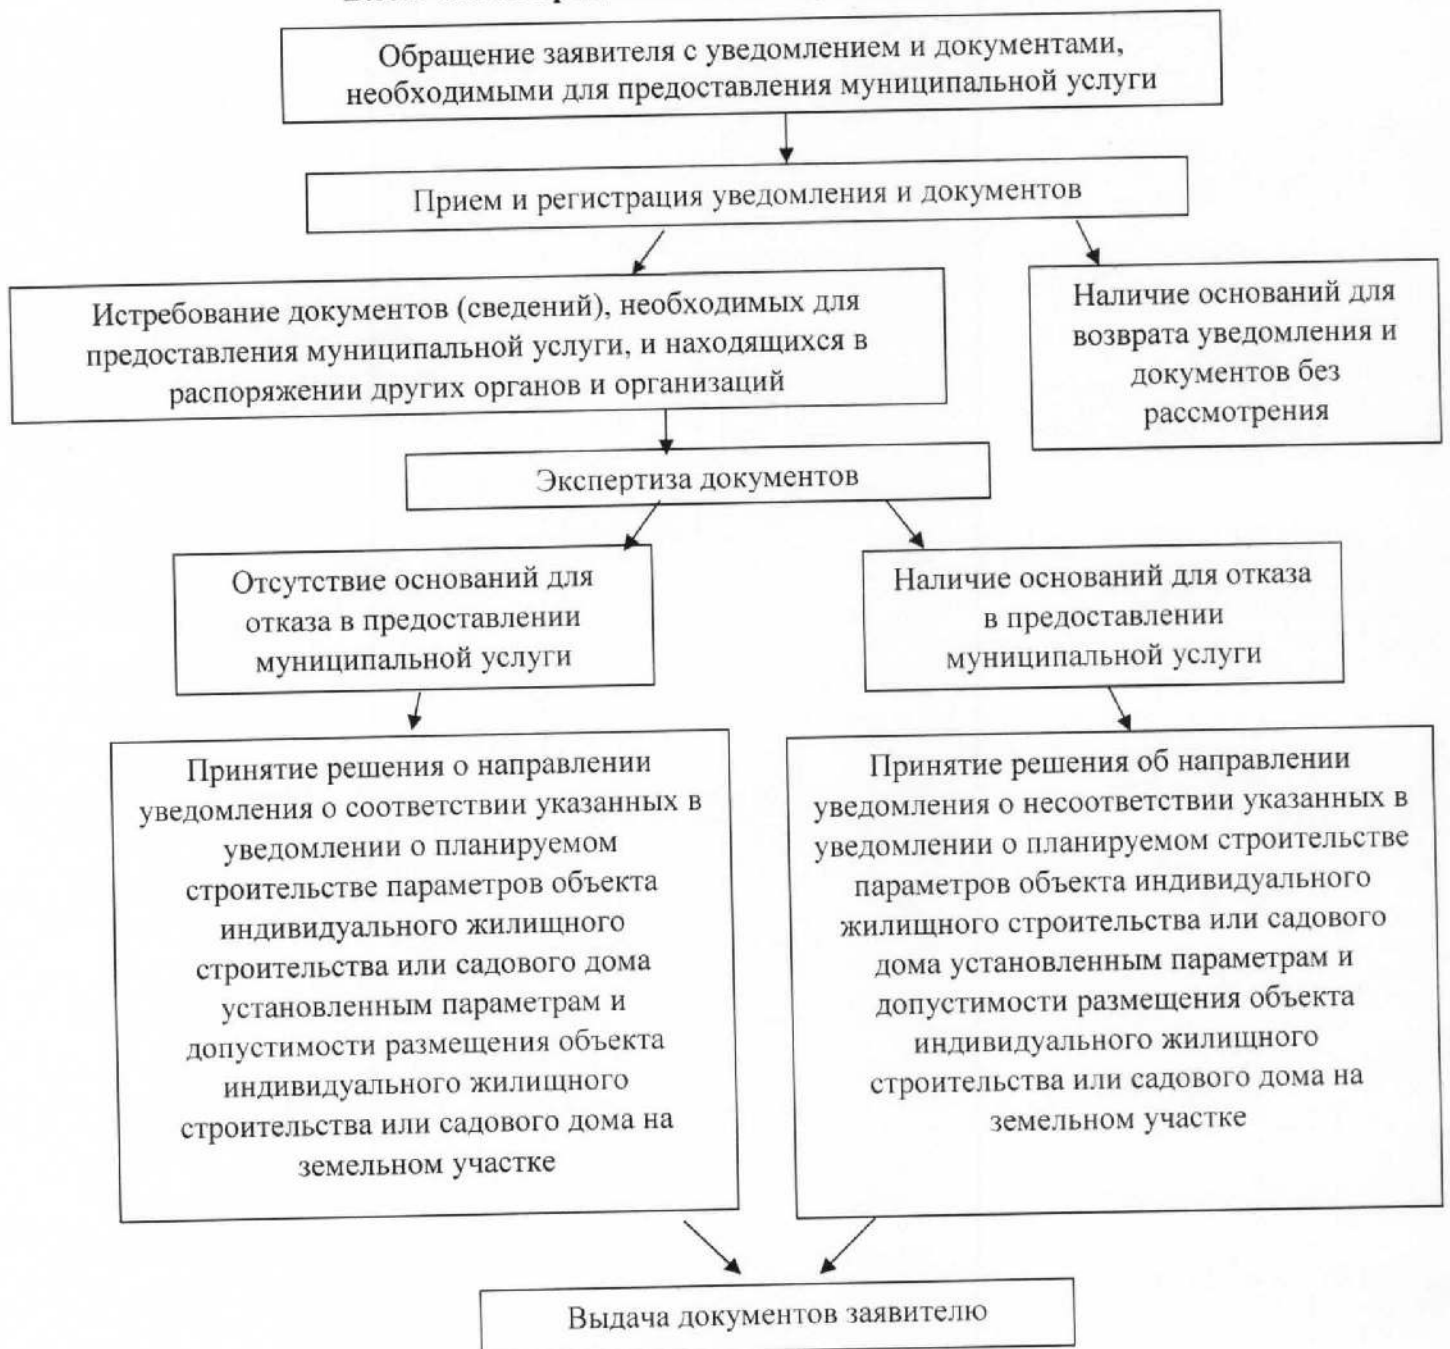 Обращение заявителя с уведомлением и документами,
необходимыми для предоставления муниципальной услуги
Прием и регистрация уведомления и документов
Истребование документов (сведений), необходимых для
предоставления муниципальной услуги, и находящихся в
распоряжении других органов и организаций
Наличие оснований для
возврата уведомления и
документов без
рассмотрения
Экспертиза документов
Отсутствие оснований для
отказа в предоставлении
муниципальной услуги
Наличие оснований для отказа
в предоставлении
муниципальной услуги
Принятие решения о направлении
уведомления о соответствии указанных в
уведомлении о планируемом
строительстве параметров объекта
индивидуального жилищного
строительства или садового дома
установленным параметрам и
допустимости размещения объекта
индивидуального жилищного
строительства или садового дома на
земельном участке
Принятие решения об направлении
уведомления о несоответствии указанных в
уведомлении о планируемом строительстве
параметров объекта индивидуального
жилищного строительства или садового
дома установленным параметрам и
допустимости размещения объекта
индивидуального жилищного
строительства или садового дома на
земельном участке
Выдача документов заявителю